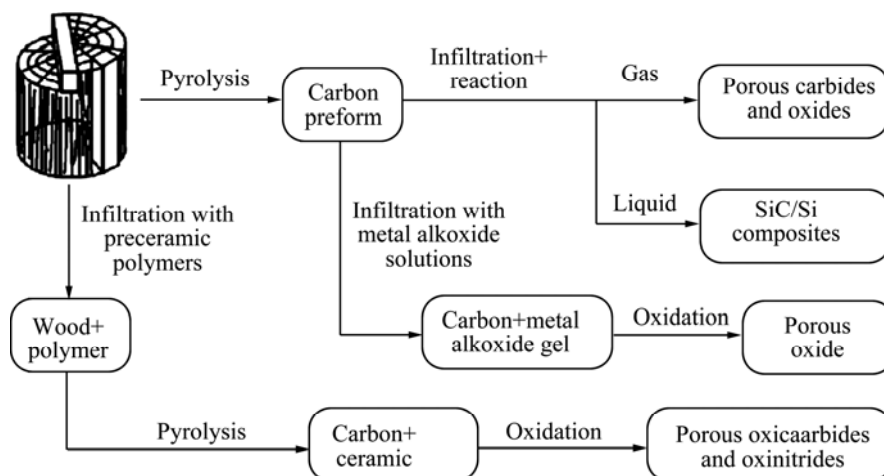 Pyrolysis
Carbon
preform
Infiltration+
reaction
Gas
Porous carbides
and oxides
Liquid
SiC/Si
composites
Infiltration with
preceramic
polymers
Infiltration with
metal alkoxide
solutions
Wood+
polymer
Carbon+metal
alkoxide gel
Oxidation
Porous
oxide
Pyrolysis
Carbon+
ceramic
Oxidation
Porous oxicaarbides
and oxinitrides